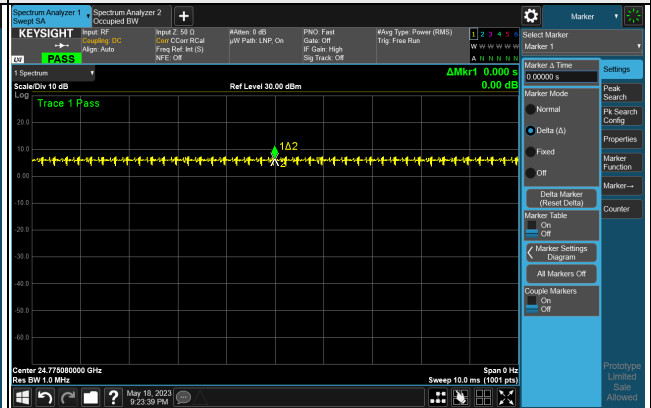 Spectrum Analyzer 1
Swept SA
Spectrum Analyzer 2
Occupied BW
Marker
KEYSIGHT
Input: RF
Coupling: DC
Align: Auto
Input Z: 50 Ω
Corr CCorr RCal
Freq Ref: Int (S)
NFE: Off
#Atten: 0 dB
µW Path: LNP, On
PNO: Fast
Gate: Off
IF Gain: High
Sig Track: Off
#Avg Type: Power (RMS)
Trig: Free Run
1 2 3 4 5 6
W W W W W W
A N N N N N
LXI
PASS
Select Marker
Marker 1
1 Spectrum
ΔMkr1 0.000 s
0.00 dB
Scale/Div 10 dB
Ref Level 30.00 dBm
Log
Trace 1 Pass
1Δ2
2
20.0
10.0
0.00
-10.0
-20.0
-30.0
-40.0
-50.0
-60.0
Center 24.775080000 GHz
Res BW 1.0 MHz
Span 0 Hz
Sweep 10.0 ms (1001 pts)
Marker Δ Time
0.00000 s
Marker Mode
Normal
Delta (Δ)
Fixed
Off
Delta Marker
(Reset Delta)
Marker Table
On
Off
Marker Settings
Diagram
All Markers Off
Couple Markers
On
Off
Settings
Peak
Search
Pk Search
Config
Properties
Marker
Function
Marker→
Counter
Prototype
Limited
Sale
Allowed
May 18, 2023
9:23:39 PM